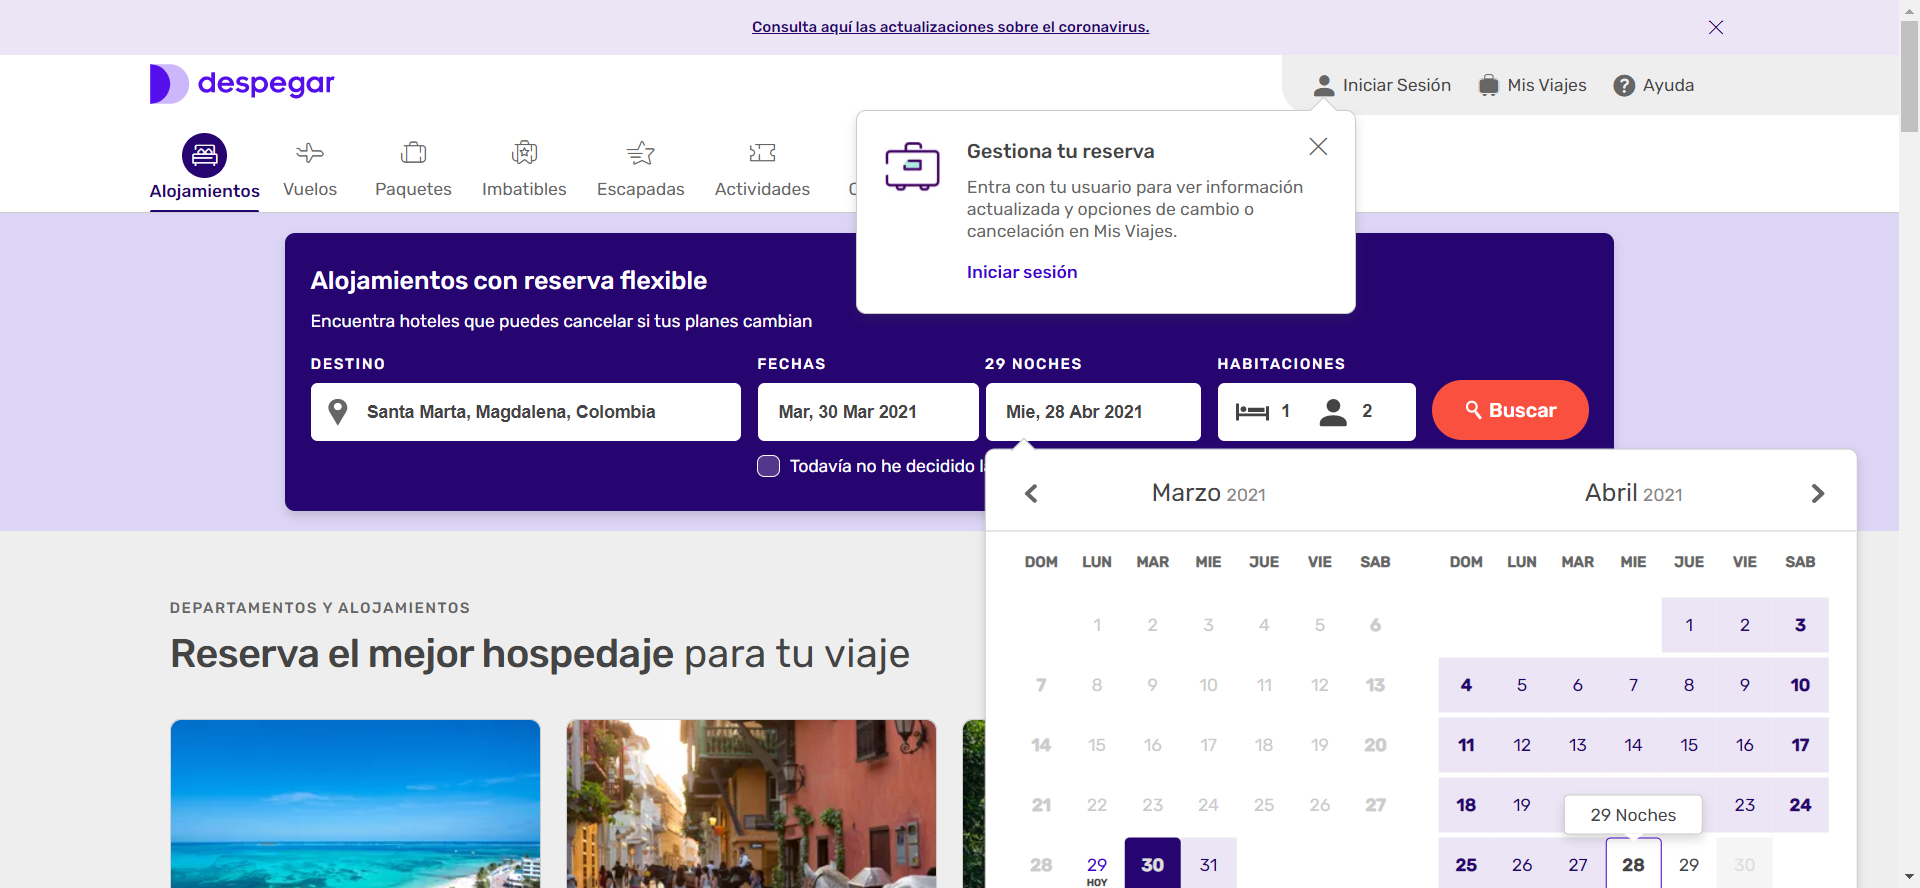 Consulta aquí las actualizaciones sobre el coronavirus.
despegar
Iniciar Sesión
Mis Viajes
? Ayuda
Alojamientos
Vuelos
Paquetes
Imbatibles
Escapadas
Actividades
Gestiona tu reserva
Entra con tu usuario para ver información
actualizada y opciones de cambio o
cancelación en Mis Viajes.
Iniciar sesión
Alojamientos con reserva flexible
Encuentra hoteles que puedes cancelar si tus planes cambian
DESTINO
FECHAS
29 NOCHES
HABITACIONES
Santa Marta, Magdalena, Colombia
Mar, 30 Mar 2021
Mie, 28 Abr 2021
1
2
Buscar
Todavía no he decidido
Marzo 2021
DOM LUN MAR MIE JUE VIE SAB
1 2 3 4 5 6
7 8 9 10 11 12 13
14 15 16 17 18 19 20
21 22 23 24 25 26 27
28 29 30 31
HOY
Abril 2021
DOM LUN MAR MIE JUE VIE SAB
1 2 3
4 5 6 7 8 9 10
11 12 13 14 15 16 17
18 19 23 24
29 Noches
25 26 27 28 29 30
DEPARTAMENTOS Y ALOJAMIENTOS
Reserva el mejor hospedaje para tu viaje